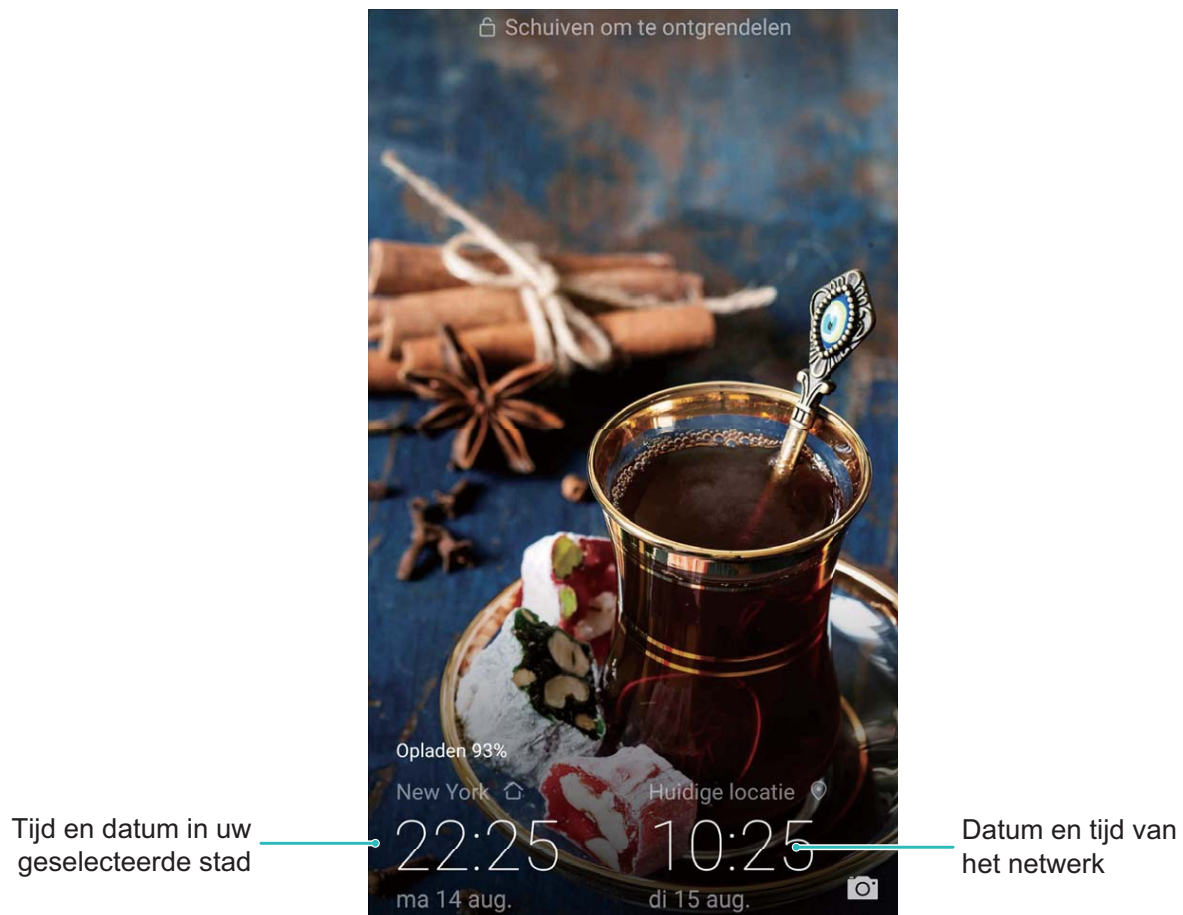 Schuiven om te ontgrendelen
Opladen 93%
New York
Huidige locatie
22:25
10:25
ma 14 aug.
di 15 aug.
Tijd en datum in uw
geselecteerde stad
Datum en tijd van
het netwerk